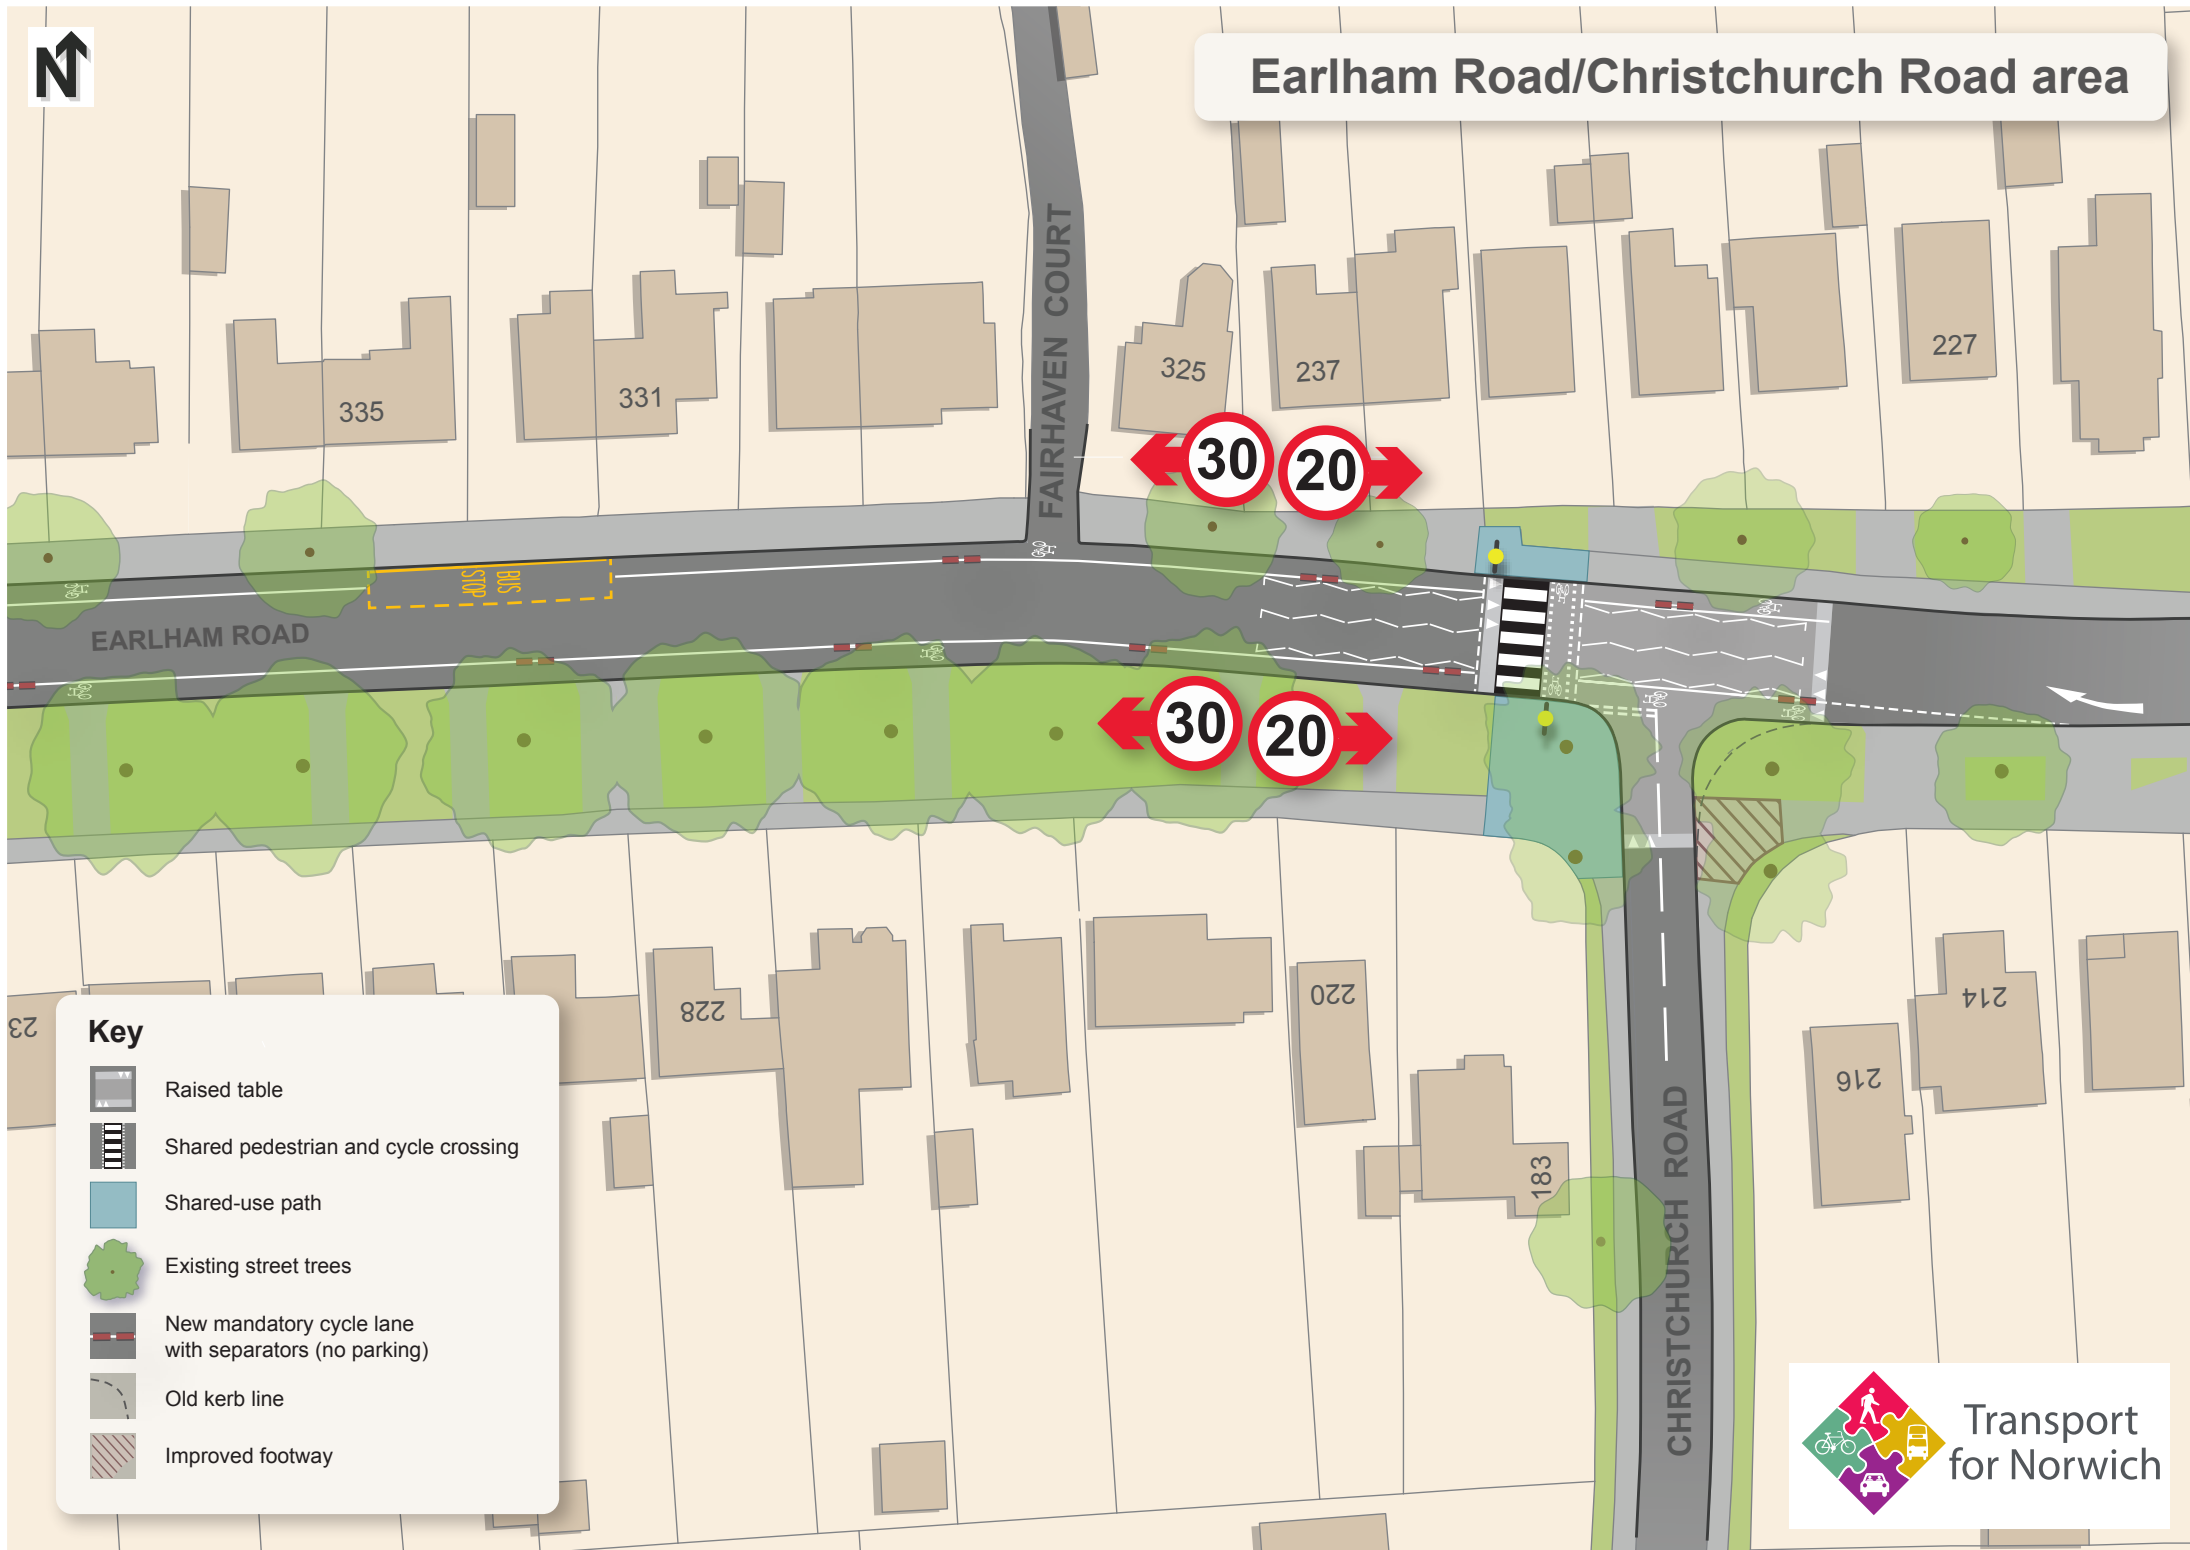 N
Earlham Road/Christchurch Road area
FAIRHAVEN COURT
335
331
325
237
227
30
20
BUS
STOP
EARLHAM ROAD
30
20
23
228
220
214
216
183
CHRISTCHURCH ROAD
Key
Raised table
Shared pedestrian and cycle crossing
Shared-use path
Existing street trees
New mandatory cycle lane
with separators (no parking)
Old kerb line
Improved footway
Transport
for Norwich